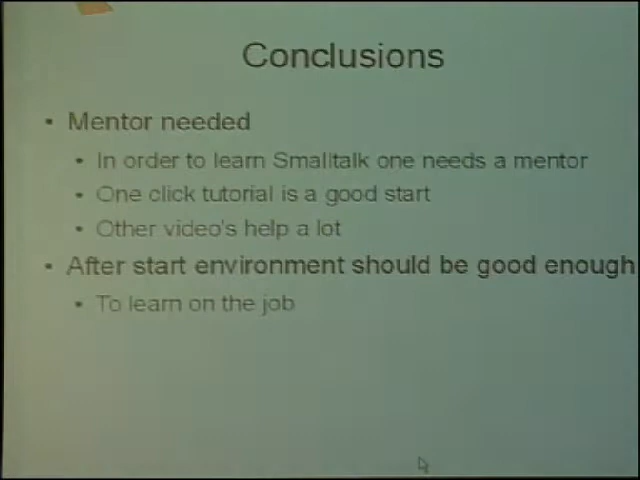 Conclusions
• Mentor needed
• In order to learn Smalltalk one needs a mentor
• One click tutorial is a good start
• Other video's help a lot
• After start environment should be good enough
• To learn on the job